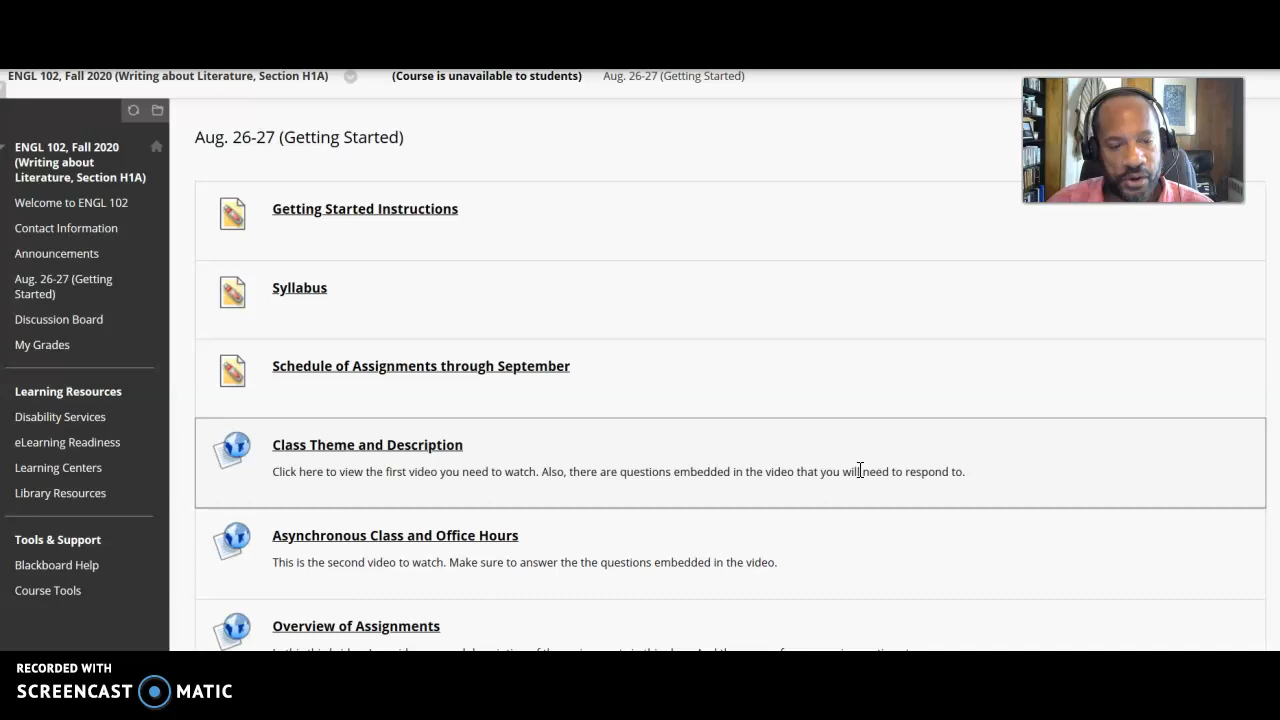 ENGL 102, Fall 2020 (Writing about Literature, Section H1A)
(Course is unavailable to students)
Aug. 26-27 (Getting Started)
ENGL 102, Fall 2020
(Writing about
Literature, Section H1A)
Welcome to ENGL 102
Contact Information
Announcements
Aug. 26-27 (Getting
Started)
Discussion Board
My Grades
Learning Resources
Disability Services
eLearning Readiness
Learning Centers
Library Resources
Tools & Support
Blackboard Help
Course Tools
Aug. 26-27 (Getting Started)
Getting Started Instructions
Syllabus
Schedule of Assignments through September
Class Theme and Description
Click here to view the first video you need to watch. Also, there are questions embedded in the video that you will need to respond to.
Asynchronous Class and Office Hours
This is the second video to watch. Make sure to answer the the questions embedded in the video.
Overview of Assignments
RECORDED WITH
SCREENCAST MATIC